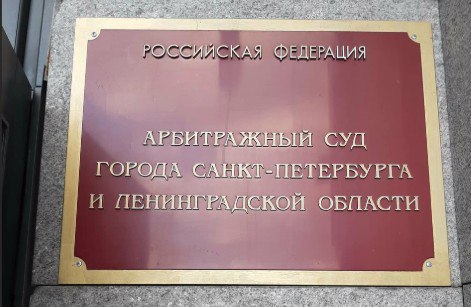 РОССИЙСКАЯ ФЕДЕРАЦИЯ
АРБИТРАЖНЫЙ СУД
ГОРОДА САНКТ-ПЕТЕРБУРГА
И ЛЕНИНГРАДСКОЙ ОБЛАСТИ